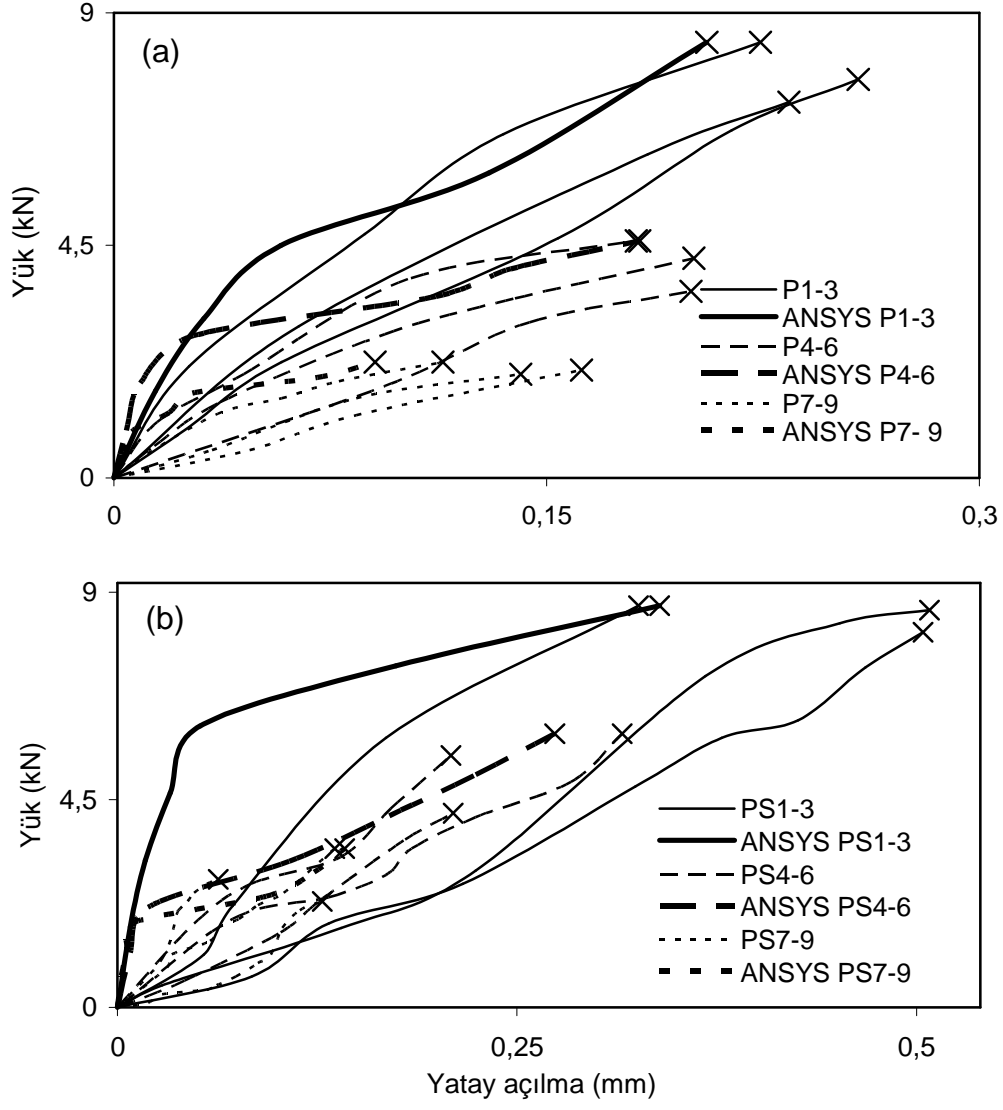 9
(a)
Yük (kN)
4,5
P1-3
ANSYS P1-3
P4-6
ANSYS P4-6
P7-9
ANSYS P7- 9
0
0
0,15
0,3
9
(b)
Yük (kN)
4,5
PS1-3
ANSYS PS1-3
PS4-6
ANSYS PS4-6
PS7-9
ANSYS PS7-9
0
0
0,25
0,5
Yatay açılma (mm)